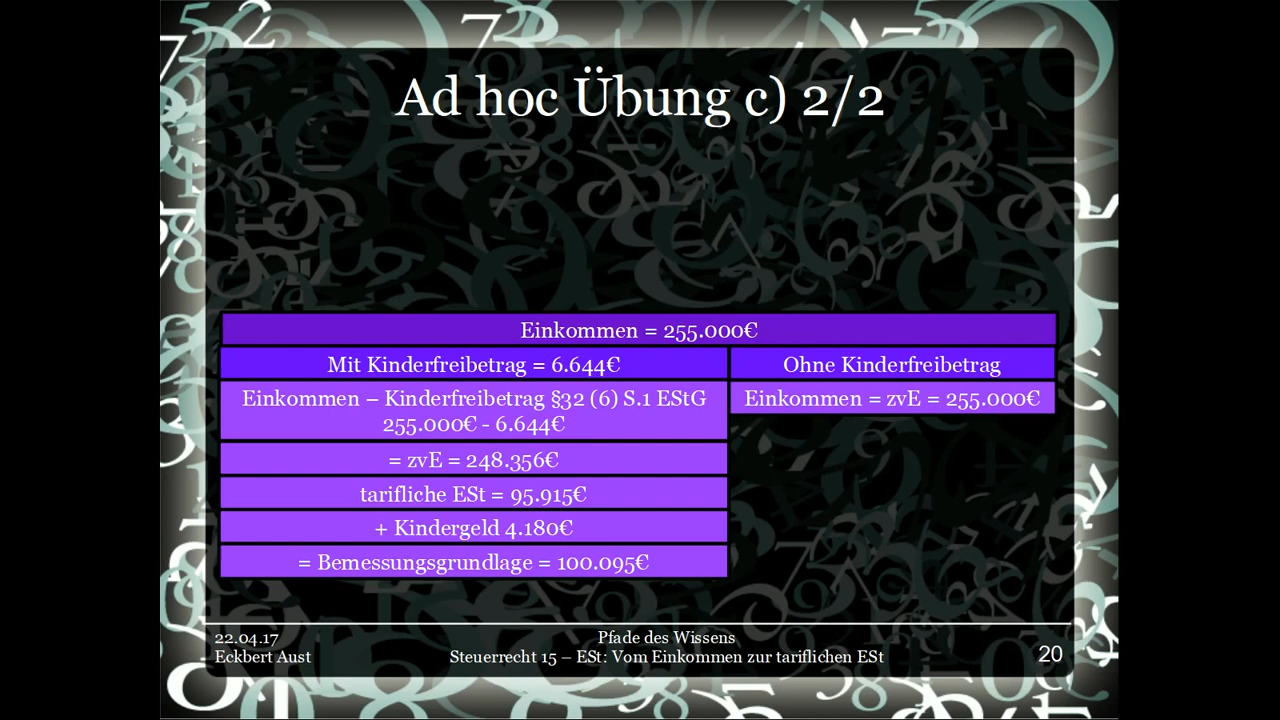 Ad hoc Übung c) 2/2
Einkommen = 255.000€
Mit Kinderfreibetrag = 6.644€
Ohne Kinderfreibetrag
Einkommen – Kinderfreibetrag §32 (6) S.1 EStG
255.000€ - 6.644€
Einkommen = zvE = 255.000€
= zvE = 248.356€
tarifliche ESt = 95.915€
+ Kindergeld 4.180€
= Bemessungsgrundlage = 100.095€
22.04.17
Eckbert Aust
Pfade des Wissens
Steuerrecht 15 – ESt: Vom Einkommen zur tariflichen ESt
20